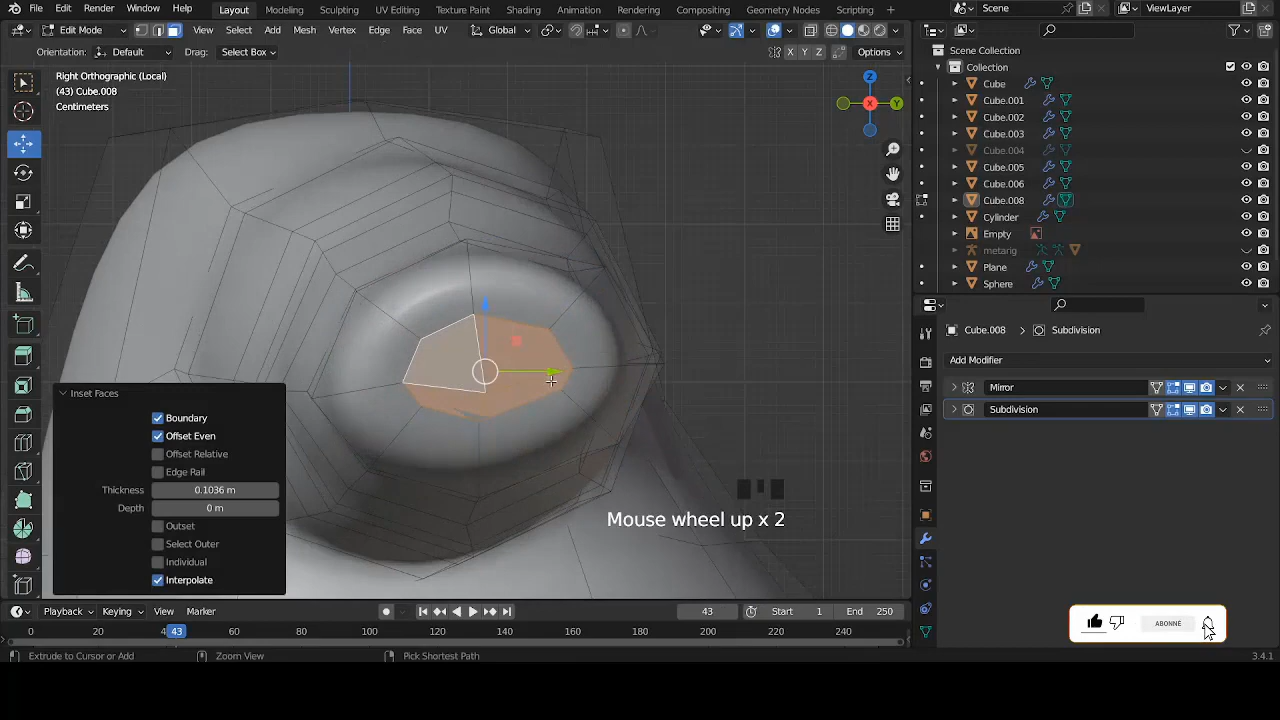 File Edit Render Window Help Layout Modeling Sculpting UV Editing Texture Paint Shading Animation Rendering Compositing Geometry Nodes Scripting Scene ViewLayer
Edit Mode View Select Add Mesh Vertex Edge Face UV Global
Orientation: Default Drag: Select Box X Y Z Options
Right Orthographic (Local)
(43) Cube.008
Centimeters
Z
Y
X
Scene Collection
Collection
Cube
Cube.001
Cube.002
Cube.003
Cube.004
Cube.005
Cube.006
Cube.008
Cylinder
Empty
metarig
Plane
Sphere
Cube.008 Subdivision
Add Modifier
Mirror
Subdivision
Inset Faces
Boundary
Offset Even
Offset Relative
Edge Rail
Thickness 0.1036 m
Depth 0 m
Outset
Select Outer
Individual
Interpolate
Mouse wheel up x 2
ABONNÉ
Playback Keying View Marker 43 Start 1 End 250
0 20 43 60 80 100 120 140 160 180 200 220 240
Extrude to Cursor or Add Zoom View Pick Shortest Path 3.4.1